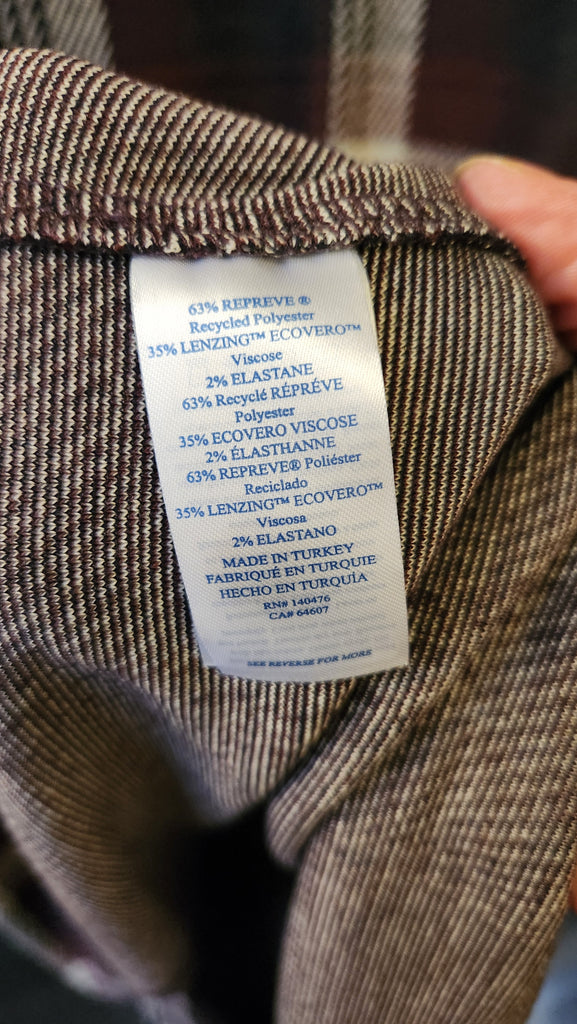 63% REPREVE ®
Recycled Polyester
35% LENZING™ ECOVERO™
Viscose
2% ELASTANE
63% Recyclé RÉPRÉVE
Polyester
35% ECOVERO VISCOSE
2% ÉLASTHANNE
63% REPREVE® Poliéster
Reciclado
35% LENZING™ ECOVERO™
Viscosa
2% ELASTANO
MADE IN TURKEY
FABRIQUÉ EN TURQUIE
HECHO EN TURQUÍA
RN# 140476
CA# 64607
SEE REVERSE FOR MORE